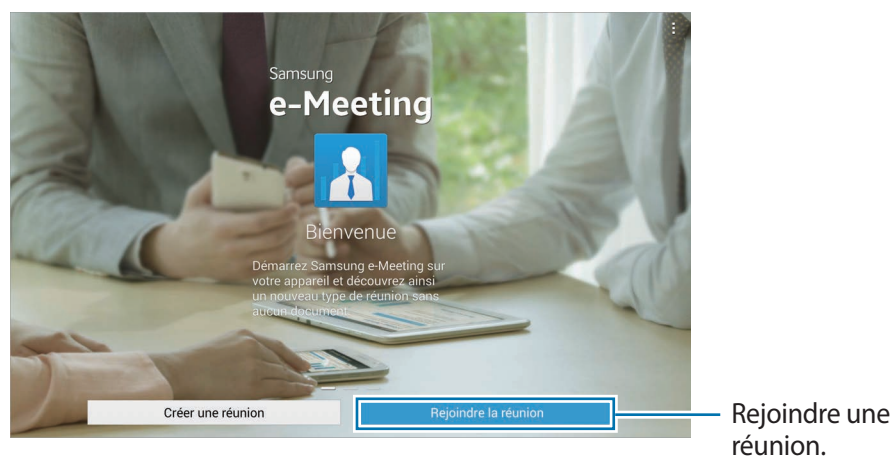 Samsung
e-Meeting
Bienvenue
Démarrez Samsung e-Meeting sur
votre appareil et découvrez ainsi
un nouveau type de réunion sans
aucun document.
Créer une réunion
Rejoindre la réunion
Rejoindre une
réunion.